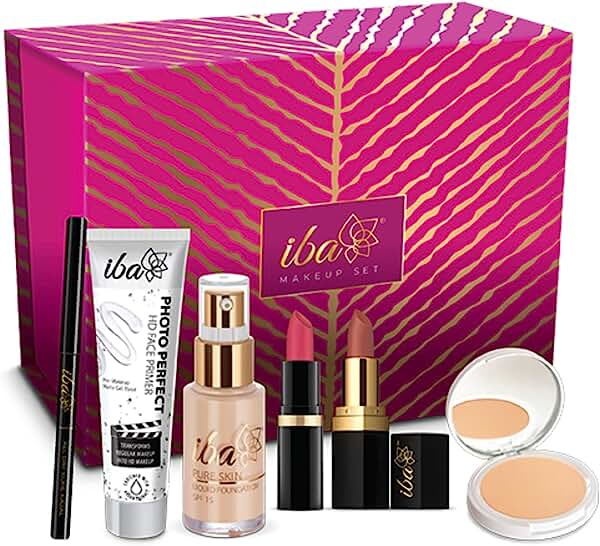 iba®
MAKEUP SET
iba
iba
PHOTO PERFECT
HD FACE PRIMER
TRANSFORMS
REGULAR MAKEUP
INTO HD MAKEUP
iba
PURE SKIN
LIQUID FOUNDATION
SPF 15
iba